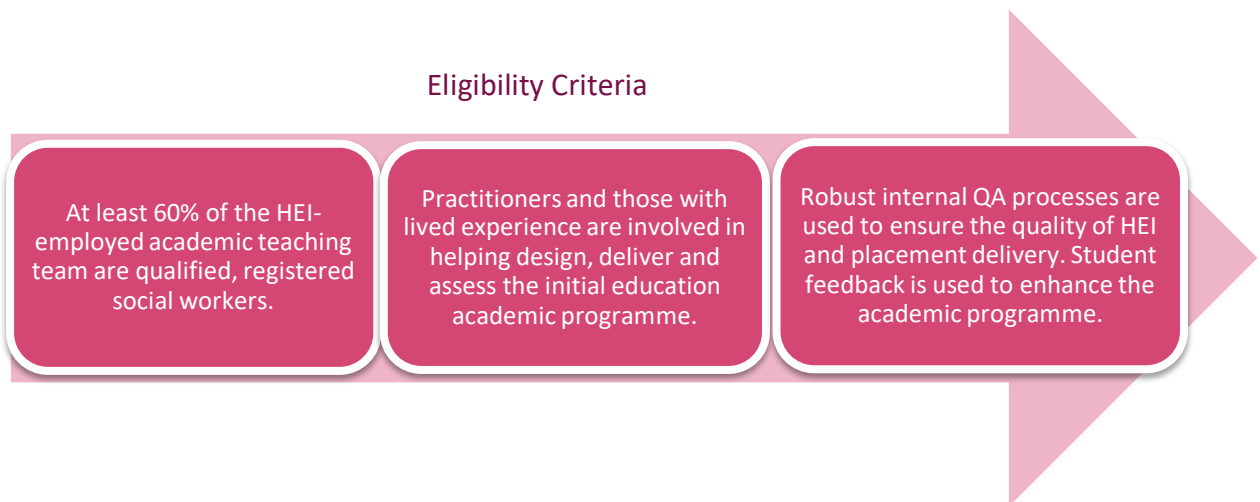 Eligibility Criteria
At least 60% of the HEI-
employed academic teaching
team are qualified, registered
social workers.
Practitioners and those with
lived experience are involved in
helping design, deliver and
assess the initial education
academic programme.
Robust internal QA processes are
used to ensure the quality of HEI
and placement delivery. Student
feedback is used to enhance the
academic programme.